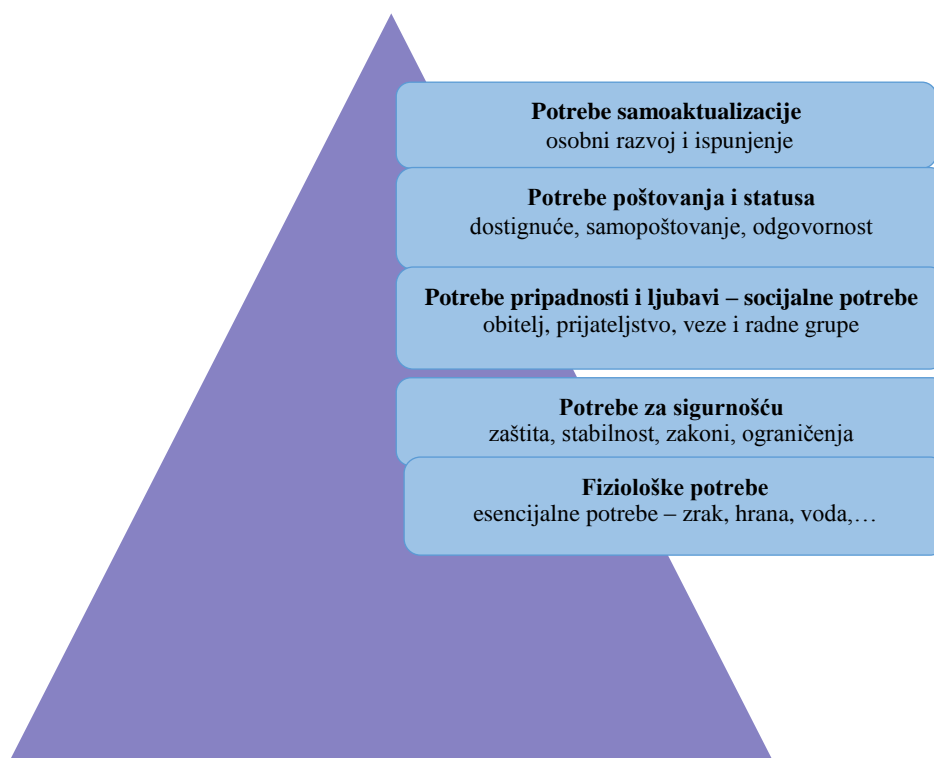 Potrebe samoaktualizacije
osobni razvoj i ispunjenje
Potrebe poštovanja i statusa
dostignuće, samopoštovanje, odgovornost
Potrebe pripadnosti i ljubavi – socijalne potrebe
obitelj, prijateljstvo, veze i radne grupe
Potrebe za sigurnošću
zaštita, stabilnost, zakoni, ograničenja
Fiziološke potrebe
esencijalne potrebe – zrak, hrana, voda,…